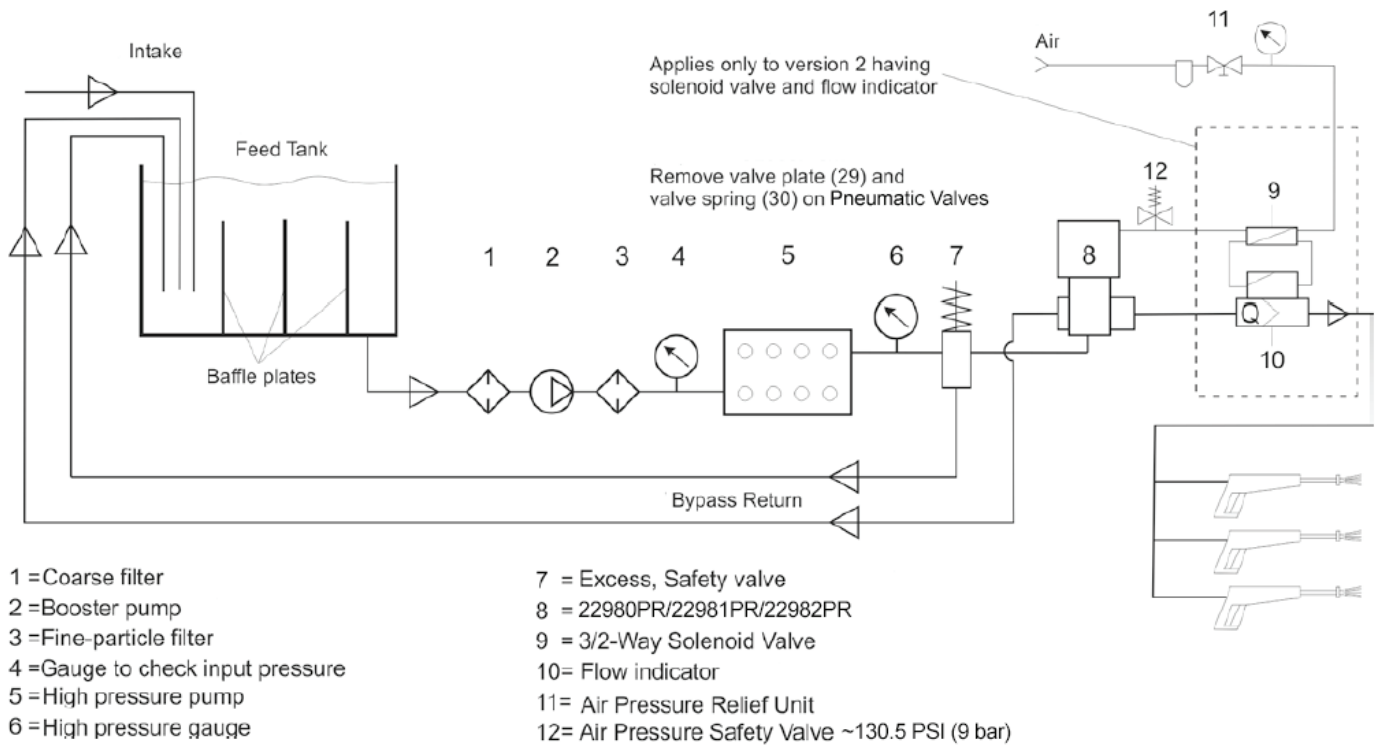 Intake
Feed Tank
Baffle plates
Applies only to version 2 having
solenoid valve and flow indicator
Remove valve plate (29) and
valve spring (30) on Pneumatic Valves
Air
11
12
9
1 2 3 4 5 6 7 8
Q
10
Bypass Return
1 =Coarse filter
2 =Booster pump
3 =Fine-particle filter
4 =Gauge to check input pressure
5 =High pressure pump
6 =High pressure gauge
7 = Excess, Safety valve
8 = 22980PR/22981PR/22982PR
9 = 3/2-Way Solenoid Valve
10= Flow indicator
11= Air Pressure Relief Unit
12= Air Pressure Safety Valve ~130.5 PSI (9 bar)